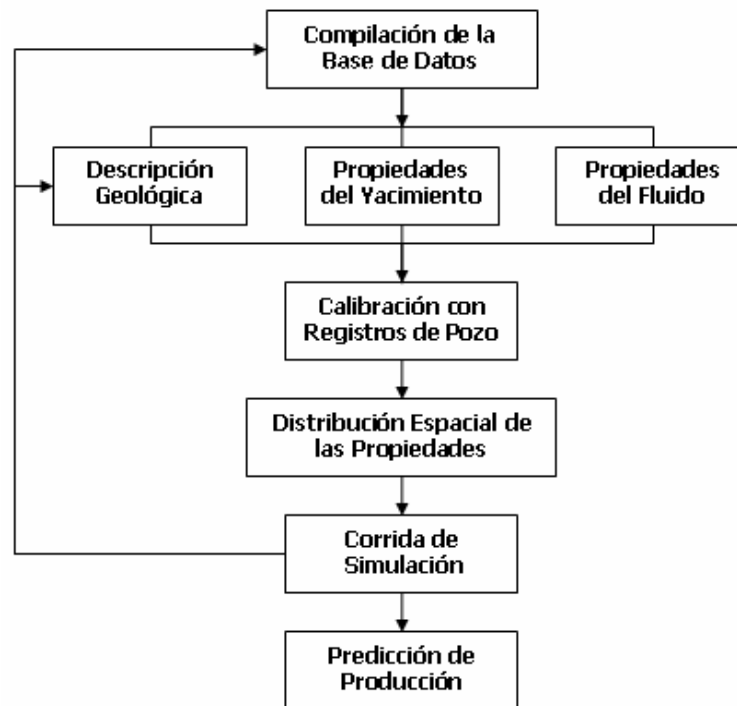 Compilación de la
Base de Datos
Descripción
Geológica
Propiedades
del Yacimiento
Propiedades
del Fluido
Calibración con
Registros de Pozo
Distribución Espacial de
las Propiedades
Corrida de
Simulación
Predicción de
Producción